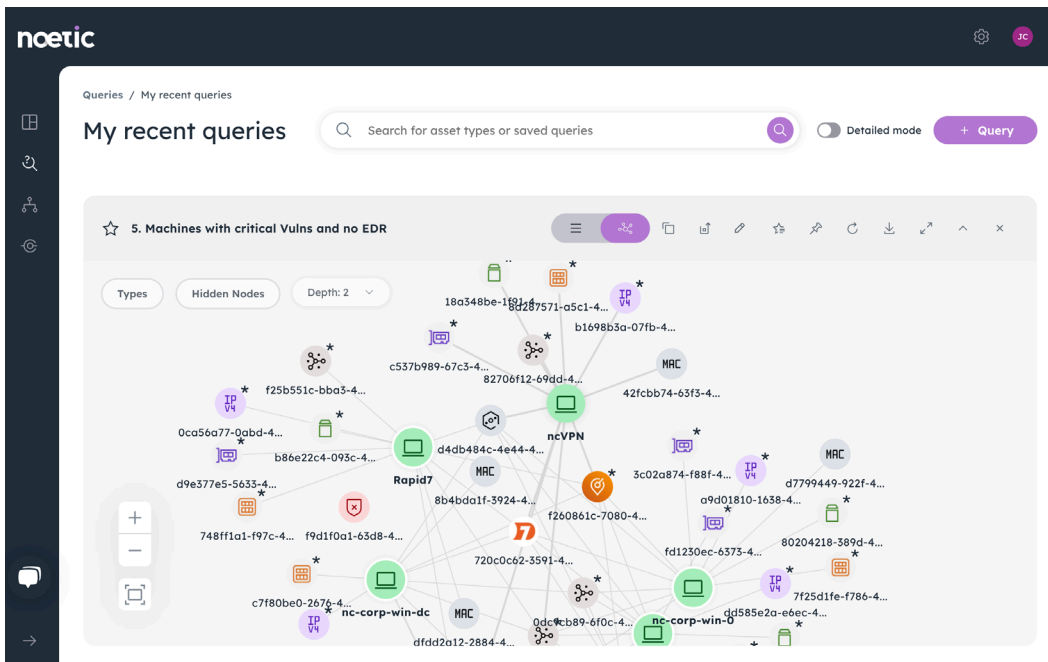 nœtic
JC
Queries / My recent queries
My recent queries
Search for asset types or saved queries
Detailed mode
+ Query
5. Machines with critical Vulns and no EDR
Types
Hidden Nodes
Depth: 2
18a348be-1f91-4...
8d287571-a5c1-4...
IP V4
b1698b3a-07fb-4...
c537b989-67c3-4...
82706f12-69dd-4...
MAC
42fcbb74-63f3-4...
f25b551c-bba3-4...
IP V4
0ca56a77-0abd-4...
b86e22c4-093c-4...
ncVPN
d4db484c-4e44-4...
Rapid7
MAC
8b4bda1f-3924-4...
d9e377e5-5633-4...
3c02a874-f88f-4...
IP V4
a9d01810-1638-4...
MAC
d7799449-922f-4...
f260861c-7080-4...
748ff1a1-f97c-4...
f9d1f0a1-63d8-4...
720c0c62-3591-4...
fd1230ec-6373-4...
80204218-389d-4...
c7f80be0-2676-4...
nc-corp-win-dc
IP V4
MAC
dfdd2a12-2884-4...
0dc9cb89-6f0c-4...
nc-corp-win-0
IP V4
dd585e2a-e6ec-4...
7f25d1fe-f786-4...